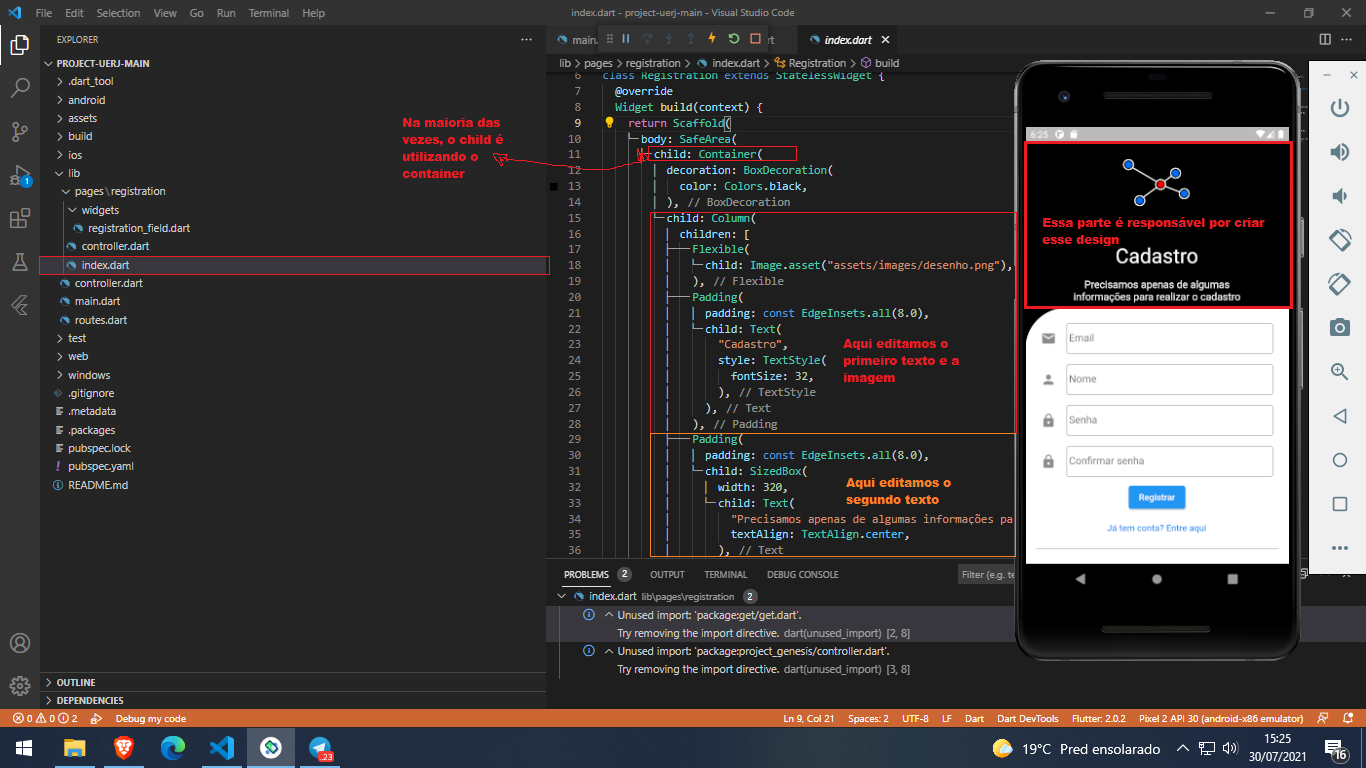 File Edit Selection View Go Run Terminal Help
index.dart - project-uerj-main - Visual Studio Code
EXPLORER
PROJECT-UERJ-MAIN
.dart_tool
android
assets
build
ios
lib
pages\registration
widgets
registration_field.dart
controller.dart
index.dart
controller.dart
main.dart
routes.dart
test
web
windows
.gitignore
.metadata
.packages
pubspec.lock
pubspec.yaml
README.md
OUTLINE
DEPENDENCIES
1
Na maioria das
vezes, o child é
utilizando o
container
main.
rt
index.dart
lib > pages > registration > index.dart > Registration > build
6 class Registration extends StatelessWidget {
7 @override
8 Widget build(context) {
9 return Scaffold(
10 body: SafeArea(
11 child: Container(
12 decoration: BoxDecoration(
13 color: Colors.black,
14 ), // BoxDecoration
15 child: Column(
16 children: [
17 Flexible(
18 child: Image.asset("assets/images/desenho.png"),
19 ), // Flexible
20 Padding(
21 padding: const EdgeInsets.all(8.0),
22 child: Text(
23 "Cadastro",
24 style: TextStyle(
25 fontSize: 32,
26 ), // TextStyle
27 ), // Text
28 ), // Padding
29 Padding(
30 padding: const EdgeInsets.all(8.0),
31 child: SizedBox(
32 width: 320,
33 child: Text(
34 "Precisamos apenas de algumas informações pa
35 textAlign: TextAlign.center,
36 ), // Text
Aqui editamos o
primeiro texto e a
imagem
Aqui editamos o
segundo texto
PROBLEMS 2 OUTPUT TERMINAL DEBUG CONSOLE
Filter (e.g. te
index.dart lib\pages\registration 2
Unused import: 'package:get/get.dart'.
Try removing the import directive. dart(unused_import) [2, 8]
Unused import: 'package:project_genesis/controller.dart'.
Try removing the import directive. dart(unused_import) [3, 8]
6:25
Essa parte é responsável por criar
esse design
Cadastro
Precisamos apenas de algumas
informações para realizar o cadastro
Email
Nome
Senha
Confirmar senha
Registrar
Já tem conta? Entre aqui
0 0 2 Debug my code
Ln 9, Col 21 Spaces: 2 UTF-8 LF Dart Dart DevTools Flutter: 2.0.2 Pixel 2 API 30 (android-x86 emulator)
.23
19°C Pred ensolarado
15:25
30/07/2021
16